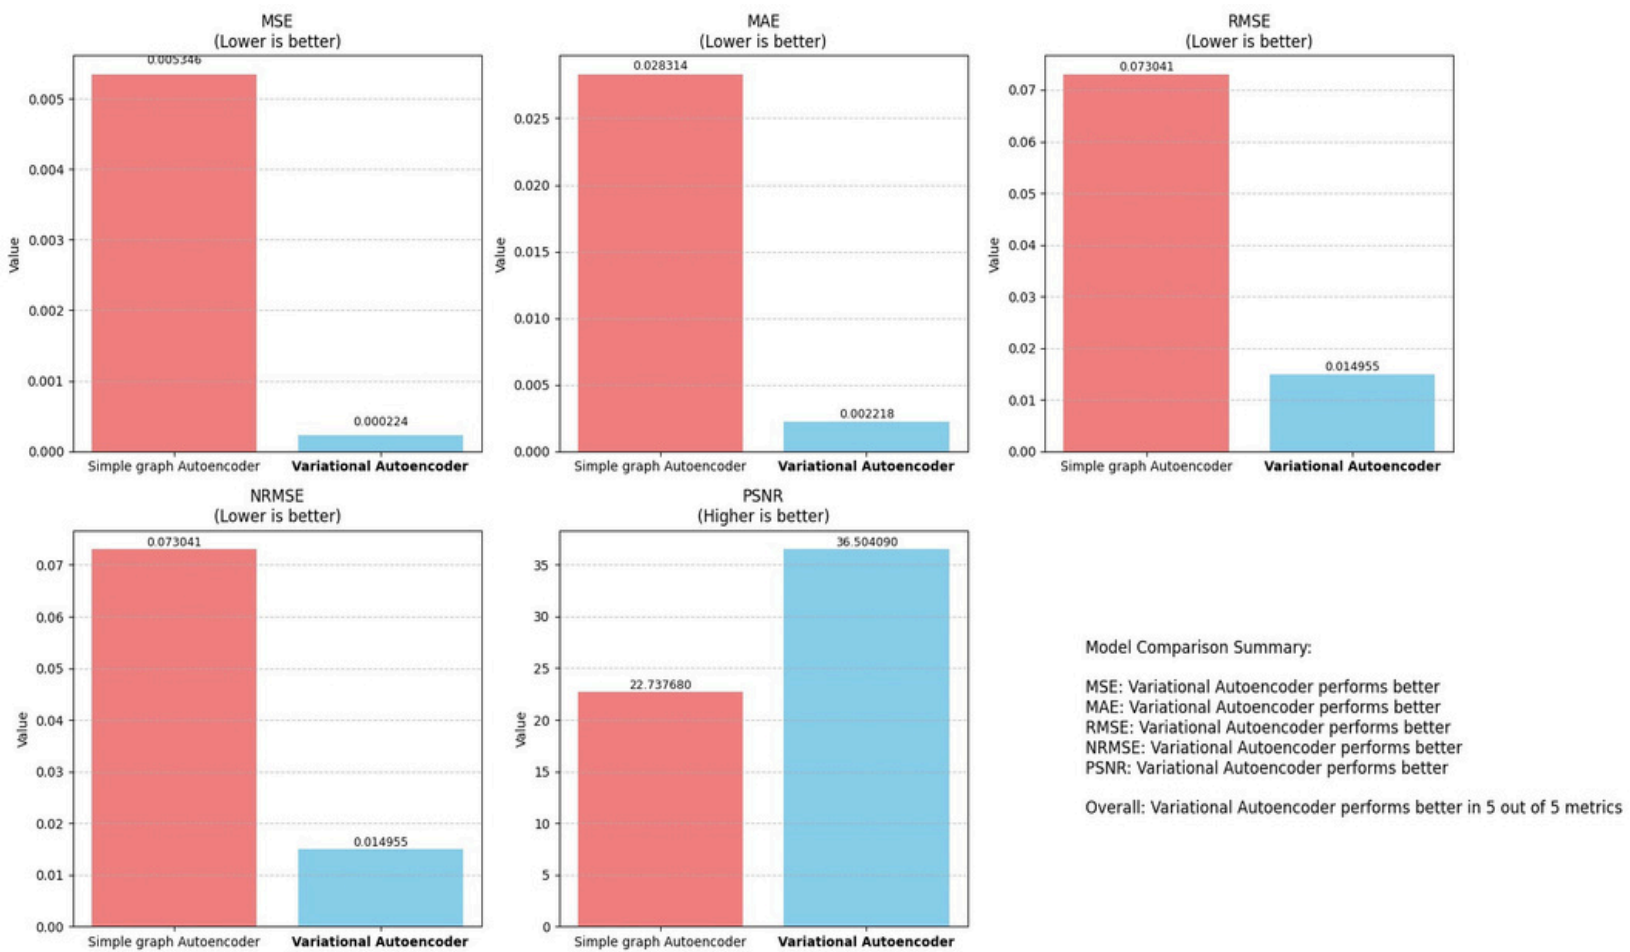 MSE
(Lower is better)
0.005346
0.005
0.004
0.003
0.002
0.001
0.000
Value
0.000224
Simple graph Autoencoder
Variational Autoencoder
MAE
(Lower is better)
0.028314
0.025
0.020
0.015
0.010
0.005
0.000
Value
0.002218
Simple graph Autoencoder
Variational Autoencoder
RMSE
(Lower is better)
0.073041
0.07
0.06
0.05
0.04
0.03
0.02
0.01
0.00
Value
0.014955
Simple graph Autoencoder
Variational Autoencoder
NRMSE
(Lower is better)
0.073041
0.07
0.06
0.05
0.04
0.03
0.02
0.01
0.00
Value
0.014955
Simple graph Autoencoder
Variational Autoencoder
PSNR
(Higher is better)
36.504090
35
30
25
20
15
10
5
0
Value
22.737680
Simple graph Autoencoder
Variational Autoencoder
Model Comparison Summary:
MSE: Variational Autoencoder performs better
MAE: Variational Autoencoder performs better
RMSE: Variational Autoencoder performs better
NRMSE: Variational Autoencoder performs better
PSNR: Variational Autoencoder performs better
Overall: Variational Autoencoder performs better in 5 out of 5 metrics